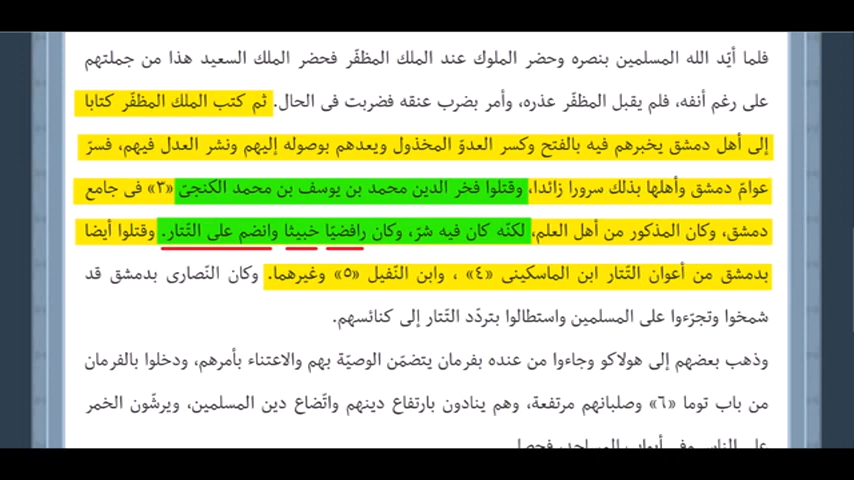 فلما أيّد الله المسلمين بنصره وحضر الملوك عند الملك المظفّر فحضر الملك السعيد هذا من جملتهم
على رغم أنفه، فلم يقبل المظفّر عذره، وأمر بضرب عنقه فضربت فى الحال. ثم كتب الملك المظفّر كتابا
إلى أهل دمشق يخبرهم فيه بالفتح وكسر العدوّ المخذول ويعدهم بوصوله إليهم ونشر العدل فيهم، فسرّ
عوامّ دمشق وأهلها بذلك سرورا زائدا، وقتلوا فخر الدين محمد بن يوسف بن محمد الكنجىّ «٣» فى جامع
دمشق، وكان المذكور من أهل العلم، لكنّه كان فيه شرّ، وكان رافضيّا خبيثا وانضم على التّتار. وقتلوا أيضا
بدمشق من أعوان التّتار ابن الماسكينى «٤» ، وابن النّفيل «٥» وغيرهما. وكان النّصارى بدمشق قد
شمخوا وتجرّءوا على المسلمين واستطالوا بتردّد التّتار إلى كنائسهم.
وذهب بعضهم إلى هولاكو وجاءوا من عنده بفرمان يتضمّن الوصيّة بهم والاعتناء بأمرهم، ودخلوا بالفرمان
من باب توما «٦» وصلبانهم مرتفعة، وهم ينادون بارتفاع دينهم واتّضاع دين المسلمين، ويرشّون الخمر
على الناس وفى أبواب المساجد، فحصل